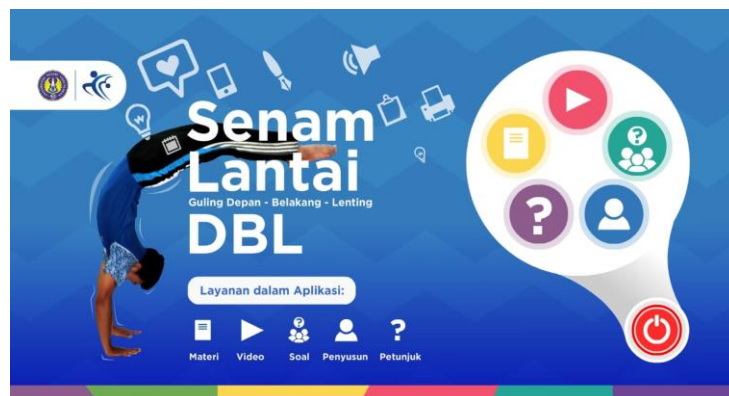 Senam
Lantai
Guling Depan - Belakang - Lenting
DBL
Layanan dalam Aplikasi:
Materi Video Soal Penyusun Petunjuk